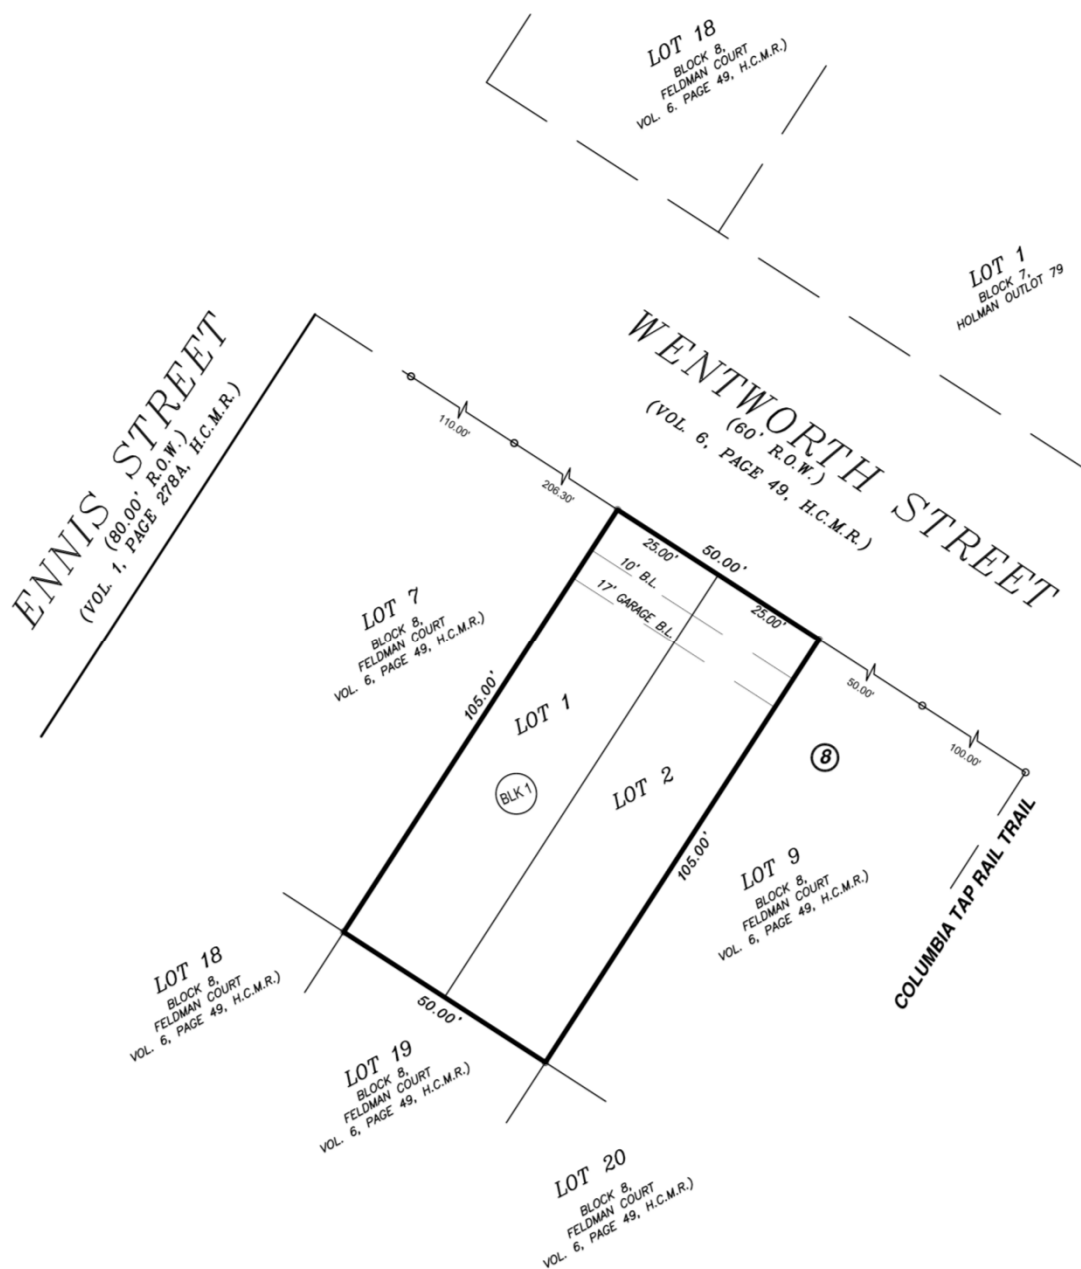 LOT 18
BLOCK 8,
FELDMAN COURT
VOL. 6. PAGE 49, H.C.M.R.)
LOT 1
BLOCK 7,
HOLMAN OUTLOT 79
ENNIS STREET
(80.00' R.O.W.)
(VOL. 1, PAGE 278A, H.C.M.R.)
WENTWORTH STREET
(60' R.O.W.)
(VOL. 6, PAGE 49, H.C.M.R.)
110.00'
206.30'
25.00'
50.00'
10' B.L.
17' GARAGE B.L.
25.00'
LOT 7
BLOCK 8,
FELDMAN COURT
VOL. 6, PAGE 49, H.C.M.R.)
105.00'
LOT 1
BLK 1
LOT 2
50.00'
100.00'
8
COLUMBIA TAP RAIL TRAIL
105.00'
LOT 9
BLOCK 8,
FELDMAN COURT
VOL. 6, PAGE 49, H.C.M.R.)
LOT 18
BLOCK 8,
FELDMAN COURT
VOL. 6, PAGE 49, H.C.M.R.)
50.00'
LOT 19
BLOCK 8,
FELDMAN COURT
VOL. 6, PAGE 49, H.C.M.R.)
LOT 20
BLOCK 8,
FELDMAN COURT
VOL. 6, PAGE 49, H.C.M.R.)